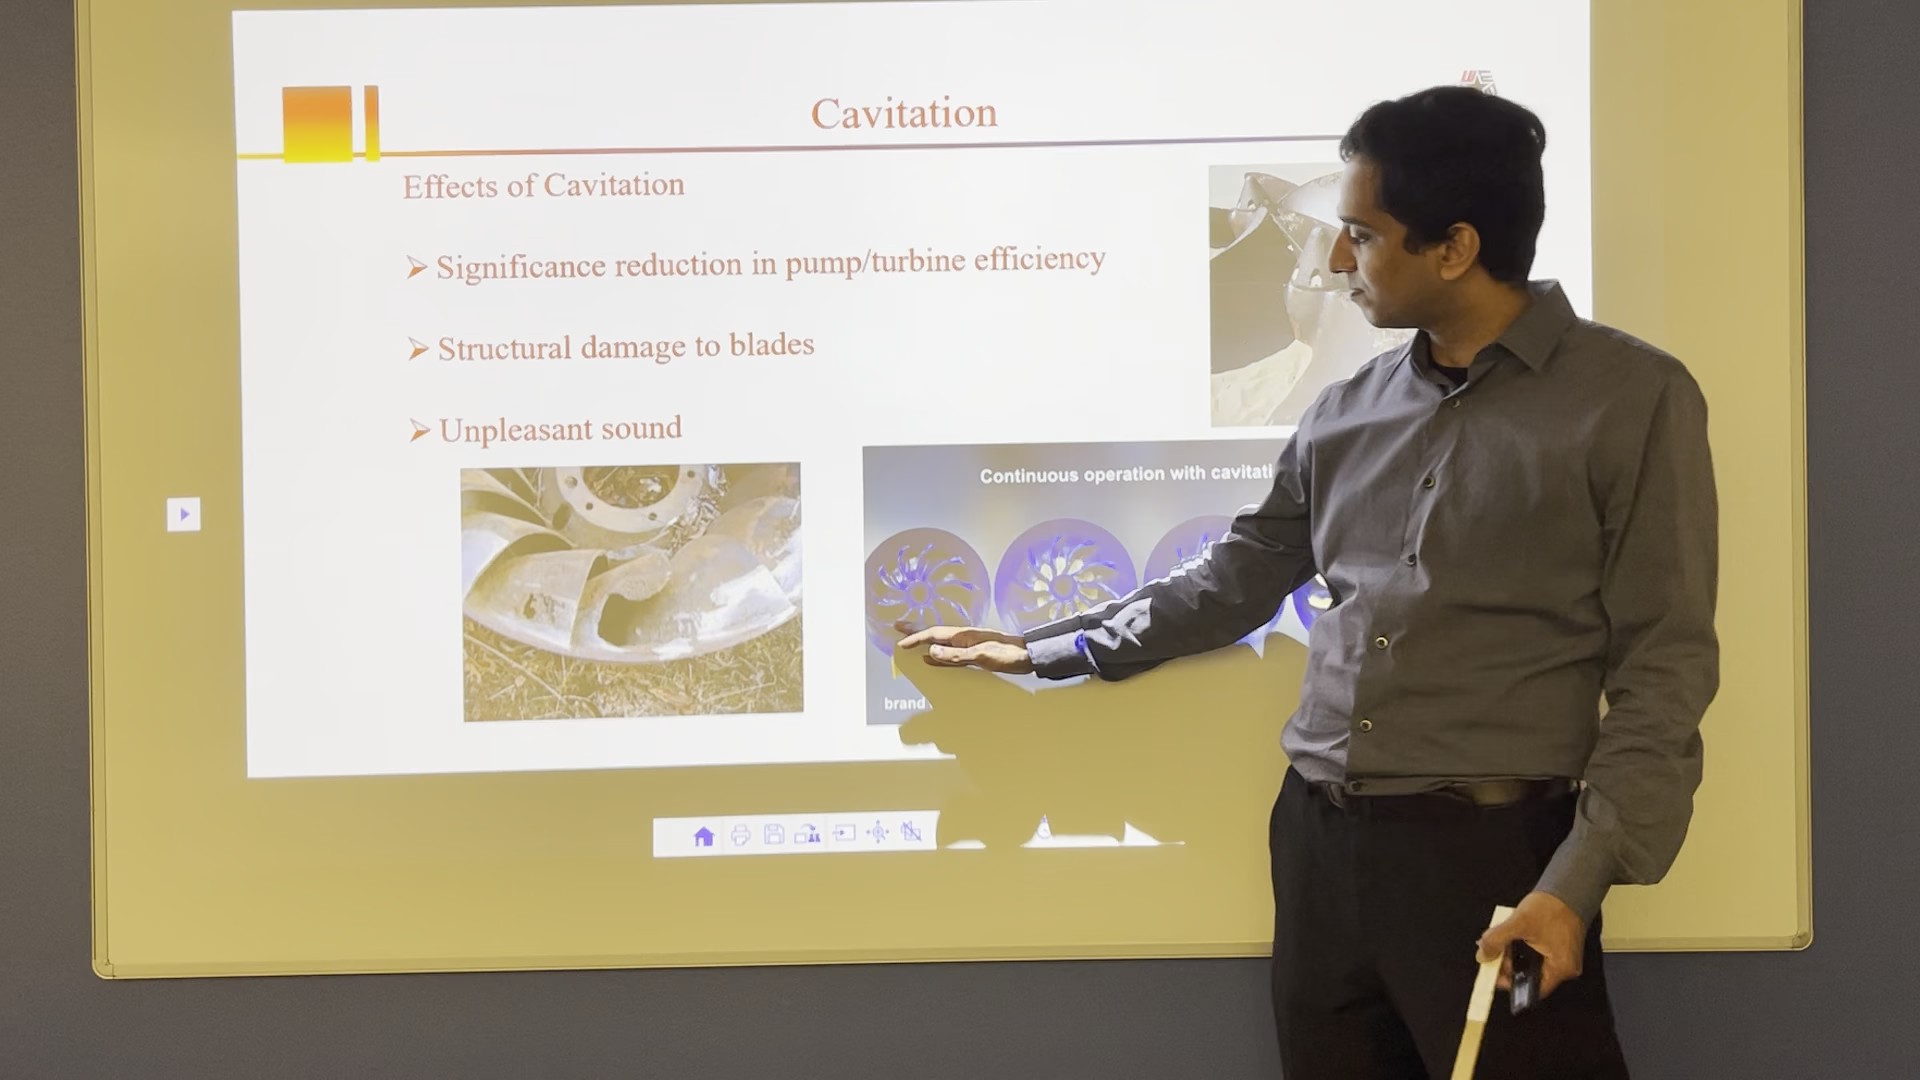 Cavitation
Effects of Cavitation
Significance reduction in pump/turbine efficiency
Structural damage to blades
Unpleasant sound
Continuous operation with
brand